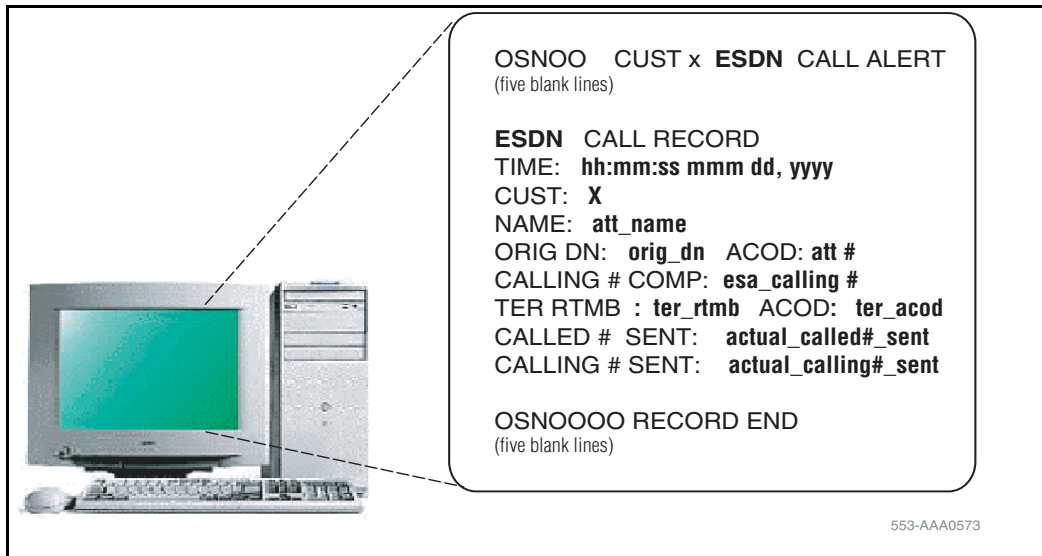 OSNOO CUST x ESDN CALL ALERT
(five blank lines)
ESDN CALL RECORD
TIME: hh:mm:ss mmm dd, yyyy
CUST: X
NAME: att_name
ORIG DN: orig_dn ACOD: att #
CALLING # COMP: esa_calling #
TER RTMB : ter_rtmb ACOD: ter_acod
CALLED # SENT: actual_called#_sent
CALLING # SENT: actual_calling#_sent
OSNOOOO RECORD END
(five blank lines)
553-AAA0573